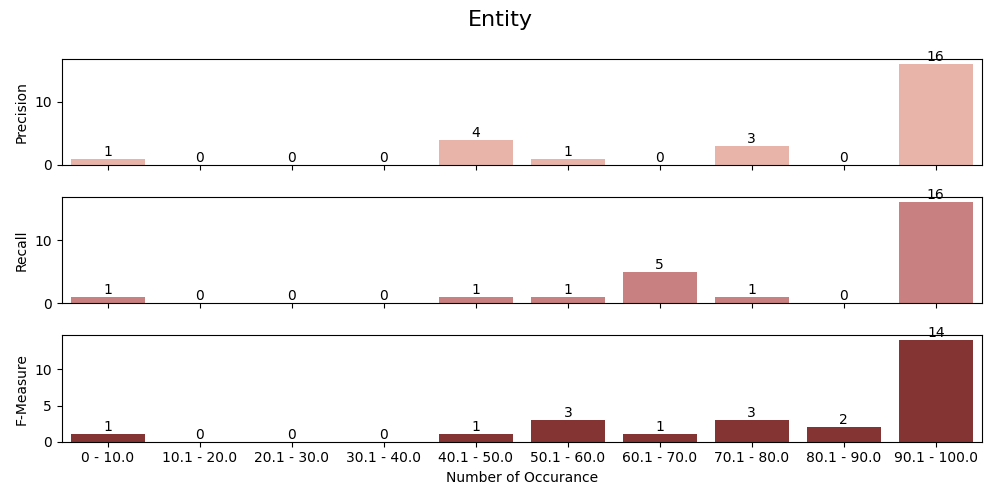 Entity
Precision
10
0
1 0 0 0 4 1 0 3 0 16
Recall
10
0
1 0 0 0 1 1 5 1 0 16
F-Measure
10
5
0
1 0 0 0 1 3 1 3 2 14
0 - 10.0 10.1 - 20.0 20.1 - 30.0 30.1 - 40.0 40.1 - 50.0 50.1 - 60.0 60.1 - 70.0 70.1 - 80.0 80.1 - 90.0 90.1 - 100.0
Number of Occurance